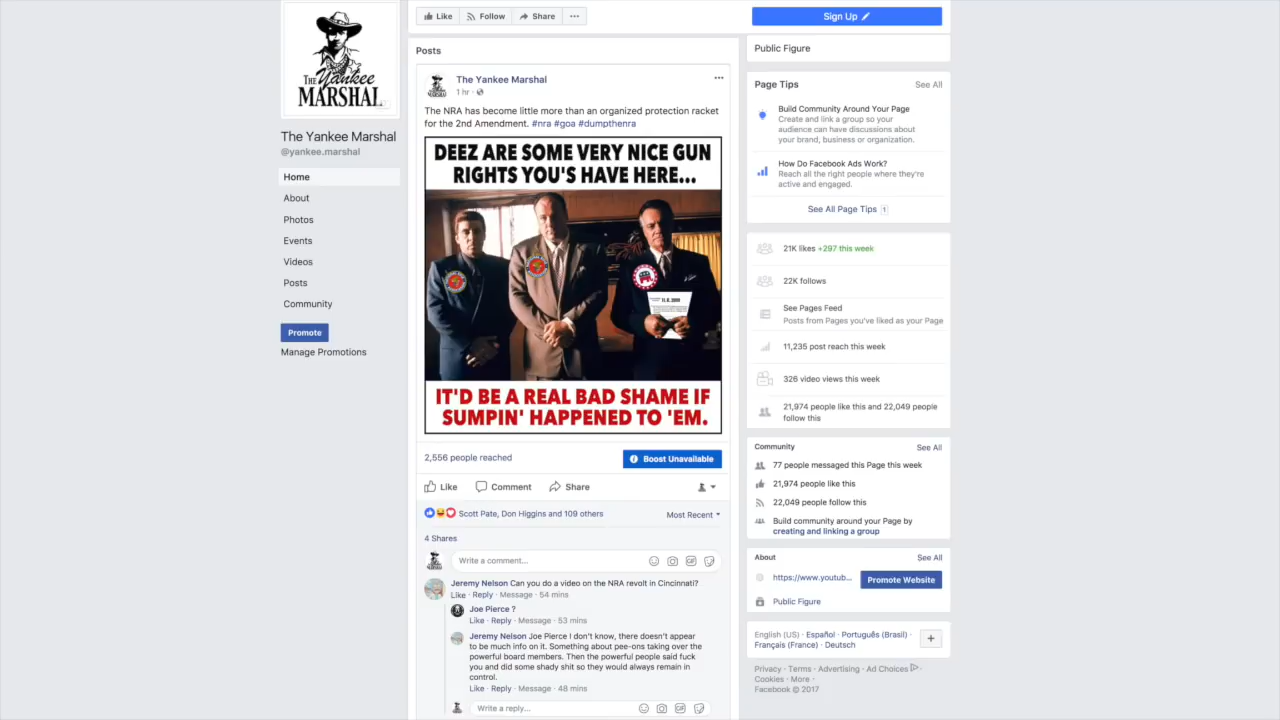 THE Yankee
MARSHAL
The Yankee Marshal
@yankee.marshal
Home
About
Photos
Events
Videos
Posts
Community
Promote
Manage Promotions
Like
Follow
Share
Posts
The Yankee Marshal
1 hr
The NRA has become little more than an organized protection racket
for the 2nd Amendment. #nra #goa #dumpthenra
DEEZ ARE SOME VERY NICE GUN
RIGHTS YOU'S HAVE HERE...
IT'D BE A REAL BAD SHAME IF
SUMPIN' HAPPENED TO 'EM.
2,556 people reached
Boost Unavailable
Like
Comment
Share
Scott Pate, Don Higgins and 109 others
Most Recent
4 Shares
Write a comment...
GIF
Jeremy Nelson Can you do a video on the NRA revolt in Cincinnati?
Like · Reply · Message · 54 mins
Joe Pierce ?
Like · Reply · Message · 53 mins
Jeremy Nelson Joe Pierce I don't know, there doesn't appear
to be much info on it. Something about pee-ons taking over the
powerful board members. Then the powerful people said fuck
you and did some shady shit so they would always remain in
control.
Like · Reply · Message · 48 mins
Write a reply...
GIF
Sign Up
Public Figure
Page Tips
See All
Build Community Around Your Page
Create and link a group so your
audience can have discussions about
your brand, business or organization.
How Do Facebook Ads Work?
Reach all the right people where they're
active and engaged.
See All Page Tips 1
21K likes +297 this week
22K follows
See Pages Feed
Posts from Pages you've liked as your Page
11,235 post reach this week
326 video views this week
21,974 people like this and 22,049 people
follow this
Community
See All
77 people messaged this Page this week
21,974 people like this
22,049 people follow this
Build community around your Page by
creating and linking a group
About
See All
https://www.youtub...
Promote Website
Public Figure
English (US) · Español · Português (Brasil) ·
Français (France) · Deutsch
Privacy · Terms · Advertising · Ad Choices ·
Cookies · More ·
Facebook © 2017